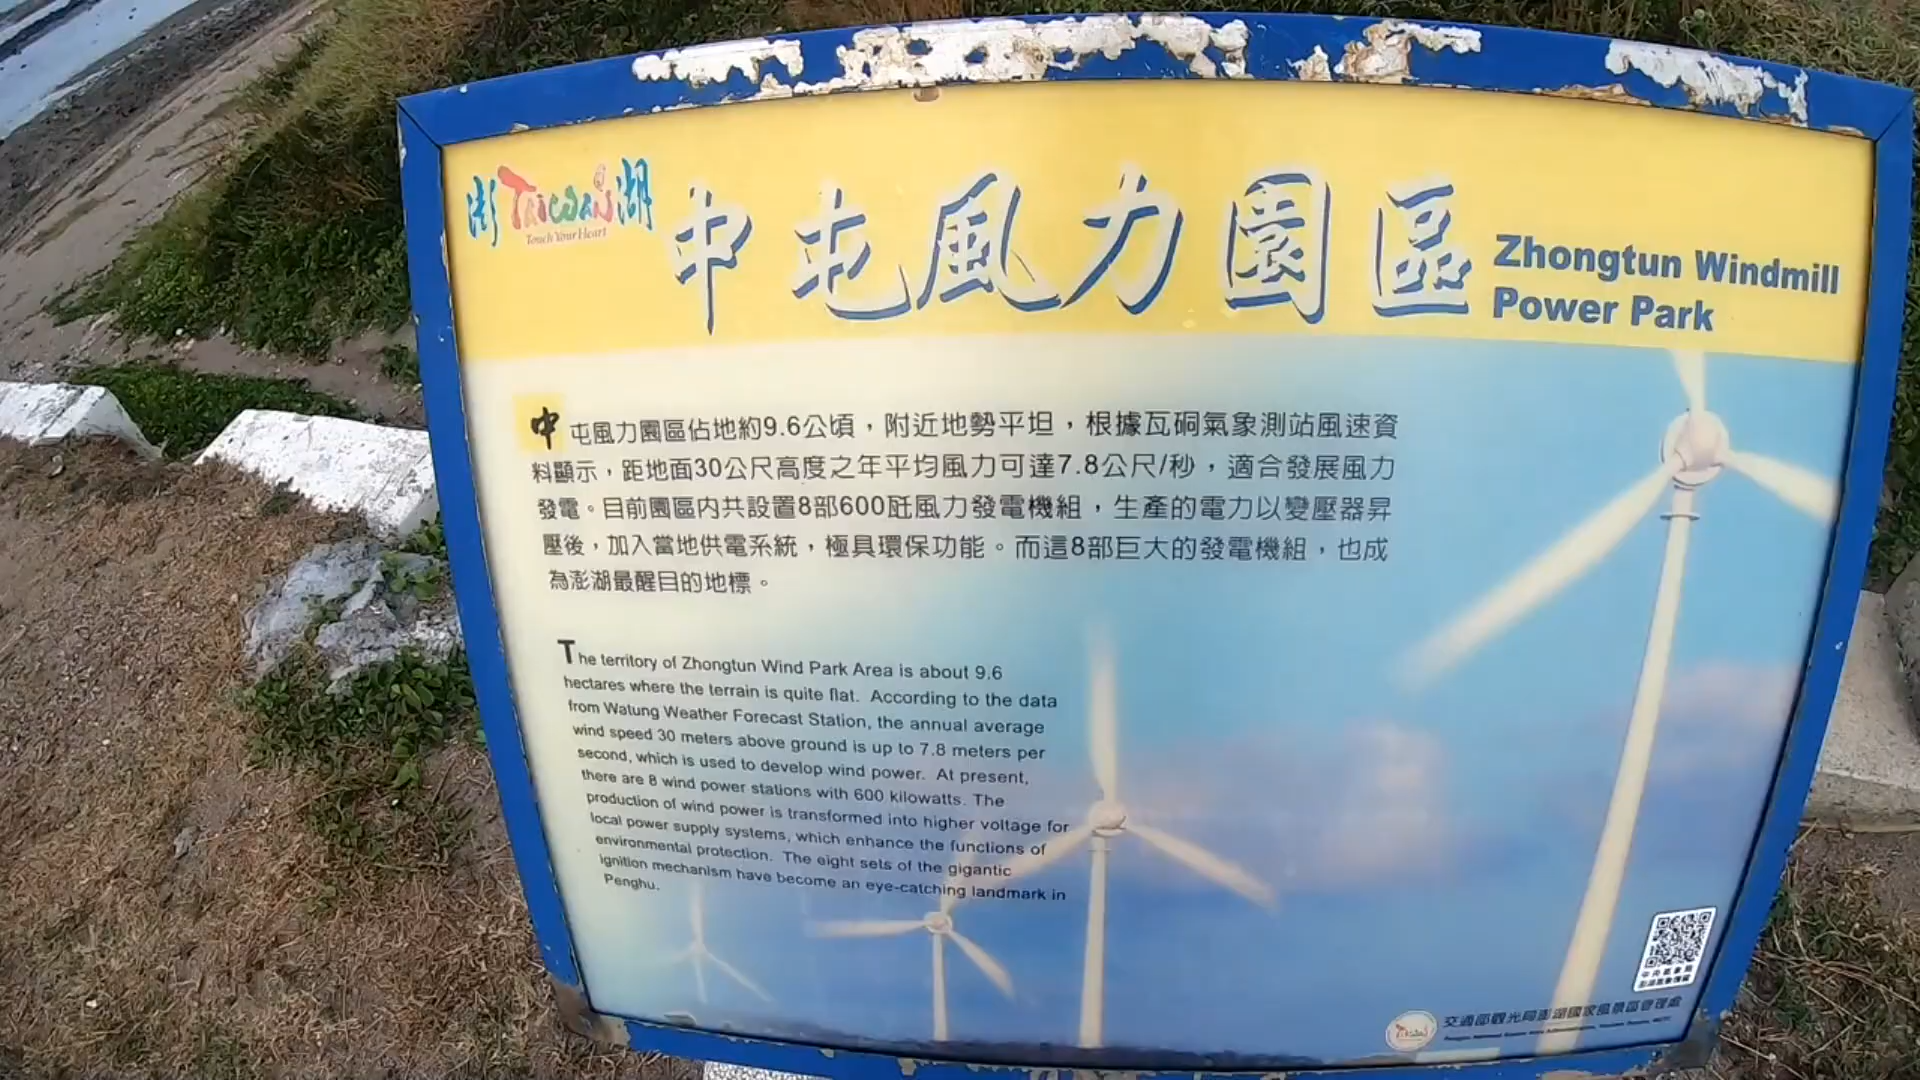 澎 TAIWAN 湖
Touch Your Heart
中屯風力園區
Zhongtun Windmill
Power Park
中屯風力園區佔地約9.6公頃，附近地勢平坦，根據瓦硐氣象測站風速資
料顯示，距地面30公尺高度之年平均風力可達7.8公尺/秒，適合發展風力
發電。目前園區內共設置8部600瓩風力發電機組，生產的電力以變壓器昇
壓後，加入當地供電系統，極具環保功能。而這8部巨大的發電機組，也成
為澎湖最醒目的地標。
The territory of Zhongtun Wind Park Area is about 9.6
hectares where the terrain is quite flat. According to the data
from Watung Weather Forecast Station, the annual average
wind speed 30 meters above ground is up to 7.8 meters per
second, which is used to develop wind power. At present,
there are 8 wind power stations with 600 kilowatts. The
production of wind power is transformed into higher voltage for
local power supply systems, which enhance the functions of
environmental protection. The eight sets of the gigantic
ignition mechanism have become an eye-catching landmark in
Penghu.
交通部觀光局澎湖國家風景區管理處